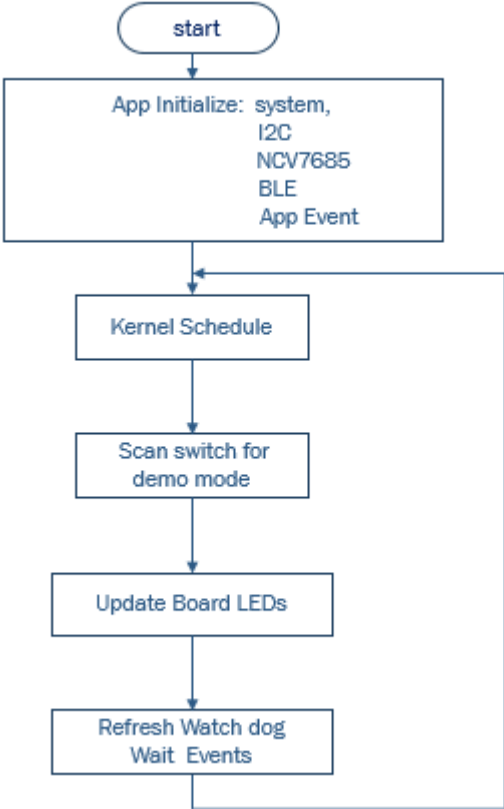 start
App Initialize: system,
I2C
NCV7685
BLE
App Event
Kernel Schedule
Scan switch for
demo mode
Update Board LEDs
Refresh Watch dog
Wait Events